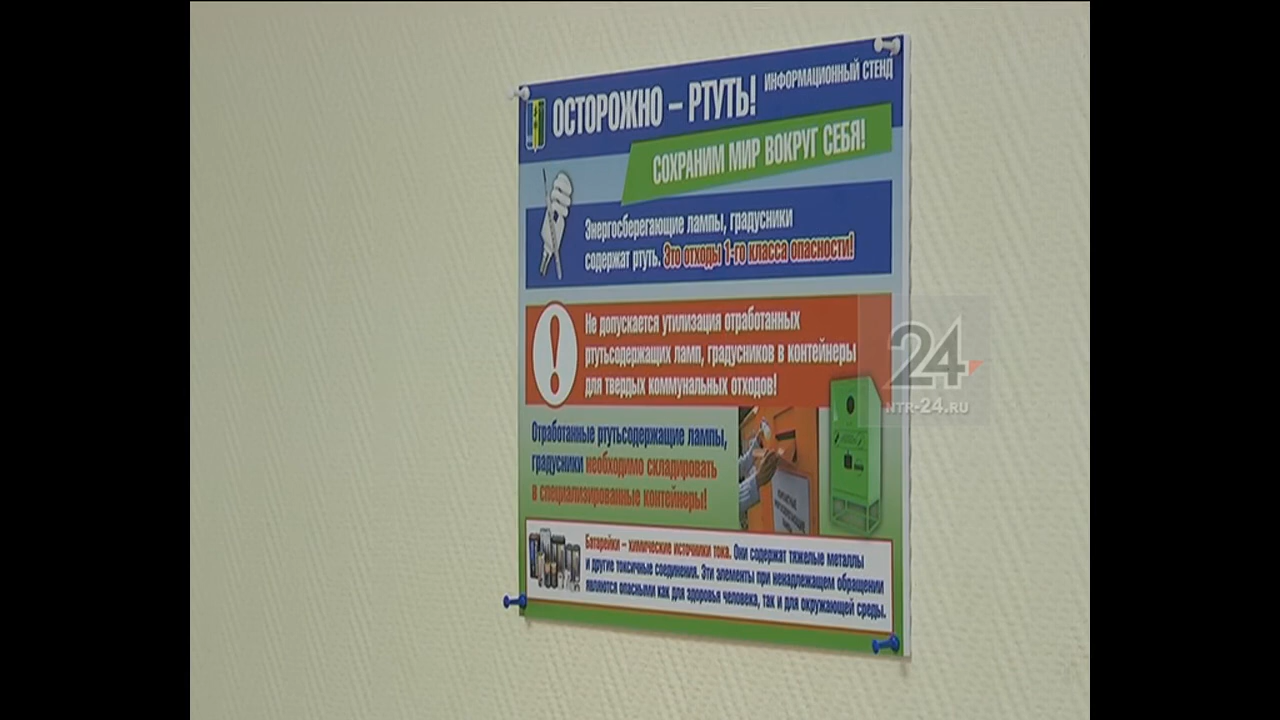 ИНФОРМАЦИОННЫЙ СТЕНД
ОСТОРОЖНО – РТУТЬ!
СОХРАНИМ МИР ВОКРУГ СЕБЯ!
Энергосберегающие лампы, градусники
содержат ртуть. Это отходы 1-го класса опасности!
Не допускается утилизация отработанных
ртутьсодержащих ламп, градусников в контейнеры
для твердых коммунальных отходов!
Отработанные ртутьсодержащие лампы,
градусники необходимо складировать
в специализированные контейнеры!
Батарейки – химические источники тока. Они содержат тяжелые металлы
и другие токсичные соединения. Эти элементы при ненадлежащем обращении
являются опасными как для здоровья человека, так и для окружающей среды.
24
NTR-24.RU